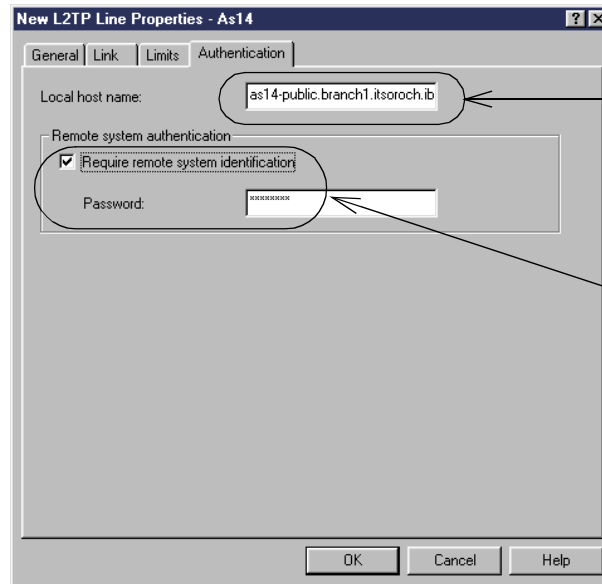 New L2TP Line Properties - As14
General Link Limits Authentication
Local host name: as14-public.branch1.itsoroch.ib
Remote system authentication
Require remote system identification
Password: xxxxxxxx
OK Cancel Help